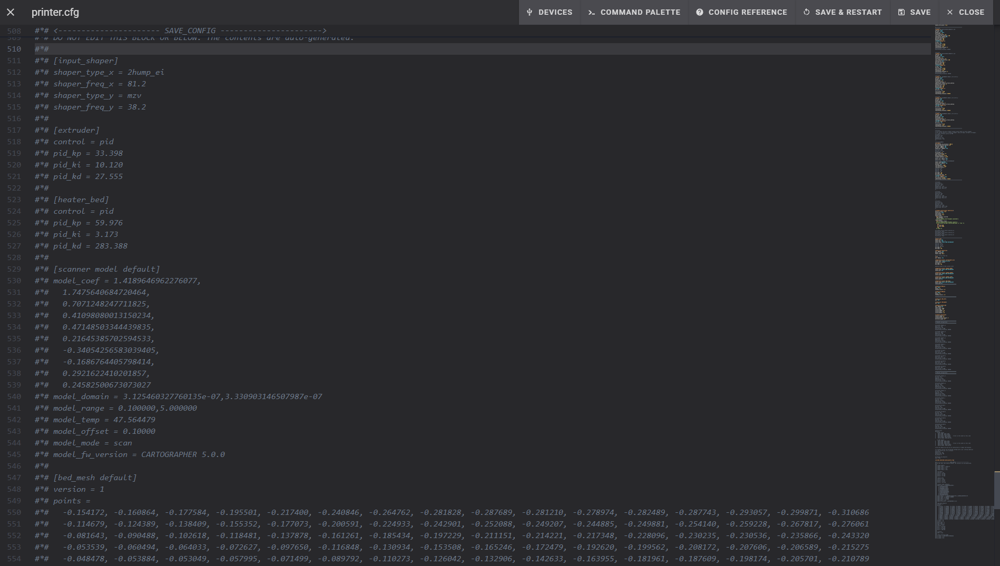 printer.cfg
DEVICES
COMMAND PALETTE
CONFIG REFERENCE
SAVE & RESTART
SAVE
CLOSE
508 #*# <---------------------- SAVE_CONFIG ---------------------->
509 #*# DO NOT EDIT THIS BLOCK OR BELOW. The contents are auto-generated.
510 #*#
511 #*# [input_shaper]
512 #*# shaper_type_x = 2hump_ei
513 #*# shaper_freq_x = 81.2
514 #*# shaper_type_y = mzv
515 #*# shaper_freq_y = 38.2
516 #*#
517 #*# [extruder]
518 #*# control = pid
519 #*# pid_kp = 33.398
520 #*# pid_ki = 10.120
521 #*# pid_kd = 27.555
522 #*#
523 #*# [heater_bed]
524 #*# control = pid
525 #*# pid_kp = 59.976
526 #*# pid_ki = 3.173
527 #*# pid_kd = 283.388
528 #*#
529 #*# [scanner model default]
530 #*# model_coef = 1.4189646962276077,
531 #*#   1.7475640684720464,
532 #*#   0.7071248247711825,
533 #*#   0.41098080013150234,
534 #*#   0.47148503344439835,
535 #*#   0.21645385702594533,
536 #*#   -0.34054256583039405,
537 #*#   -0.1686764405798414,
538 #*#   0.2921622410201857,
539 #*#   0.24582500673073027
540 #*# model_domain = 3.125460327760135e-07,3.330903146507987e-07
541 #*# model_range = 0.100000,5.000000
542 #*# model_temp = 47.564479
543 #*# model_offset = 0.10000
544 #*# model_mode = scan
545 #*# model_fw_version = CARTOGRAPHER 5.0.0
546 #*#
547 #*# [bed_mesh default]
548 #*# version = 1
549 #*# points =
550 #*#   -0.154172, -0.160864, -0.177584, -0.195501, -0.217400, -0.240846, -0.264762, -0.281828, -0.287689, -0.281210, -0.278974, -0.282489, -0.287743, -0.293057, -0.299871, -0.310686
551 #*#   -0.114679, -0.124389, -0.138409, -0.155352, -0.177073, -0.200591, -0.224933, -0.242901, -0.252088, -0.249207, -0.244885, -0.249881, -0.254140, -0.259228, -0.267817, -0.276061
552 #*#   -0.081643, -0.090488, -0.102618, -0.118481, -0.137878, -0.161261, -0.185434, -0.197229, -0.211151, -0.214221, -0.217348, -0.228096, -0.230235, -0.230536, -0.235866, -0.243320
553 #*#   -0.053539, -0.060494, -0.064033, -0.072627, -0.097650, -0.116848, -0.130934, -0.153508, -0.165246, -0.172479, -0.192620, -0.199562, -0.208172, -0.207606, -0.206589, -0.215275
554 #*#   -0.048478, -0.053884, -0.053049, -0.057995, -0.071499, -0.089792, -0.110273, -0.126042, -0.132906, -0.142633, -0.163955, -0.181961, -0.187609, -0.198174, -0.205701, -0.210789